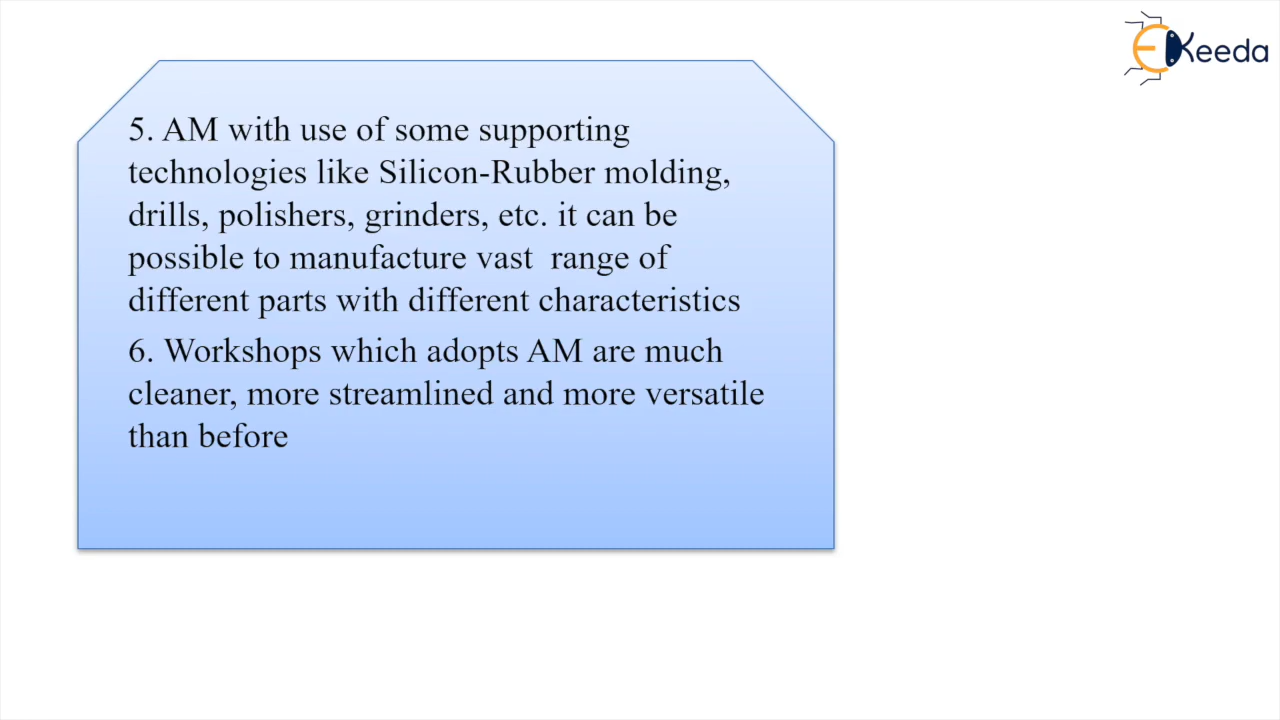 EKeeda
5. AM with use of some supporting
technologies like Silicon-Rubber molding,
drills, polishers, grinders, etc. it can be
possible to manufacture vast  range of
different parts with different characteristics
6. Workshops which adopts AM are much
cleaner, more streamlined and more versatile
than before